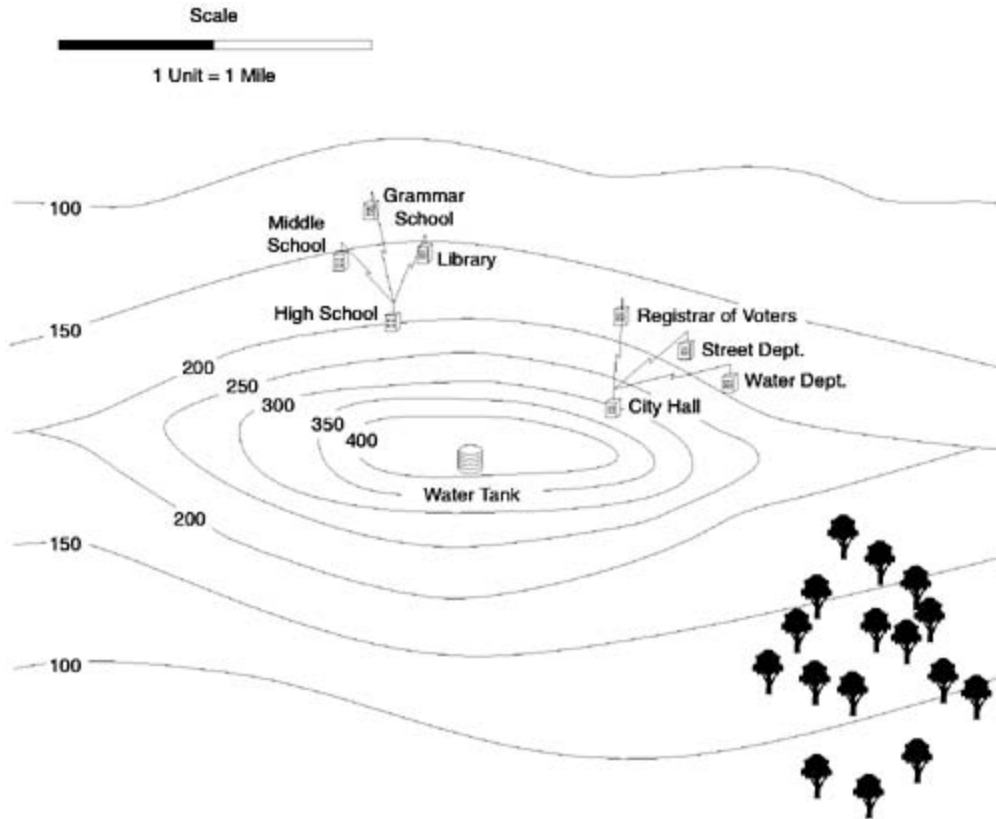 Scale
1 Unit = 1 Mile
100
Grammar
School
Middle
School
Library
High School
Registrar of Voters
150
Street Dept.
200
Water Dept.
250
300
City Hall
350
400
Water Tank
200
150
100